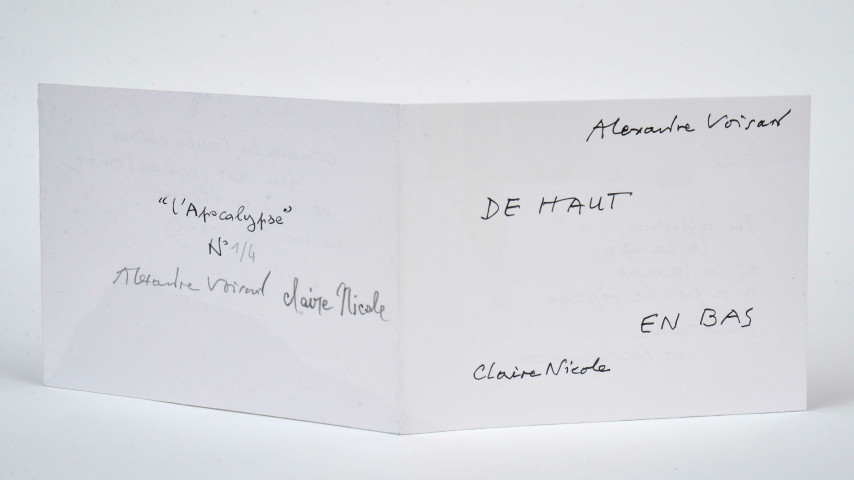 “l'Apocalypse”
N° 1/4
Alexandre Voisard Claire Nicole
Alexandre Voisard
DE HAUT
EN BAS
Claire Nicole